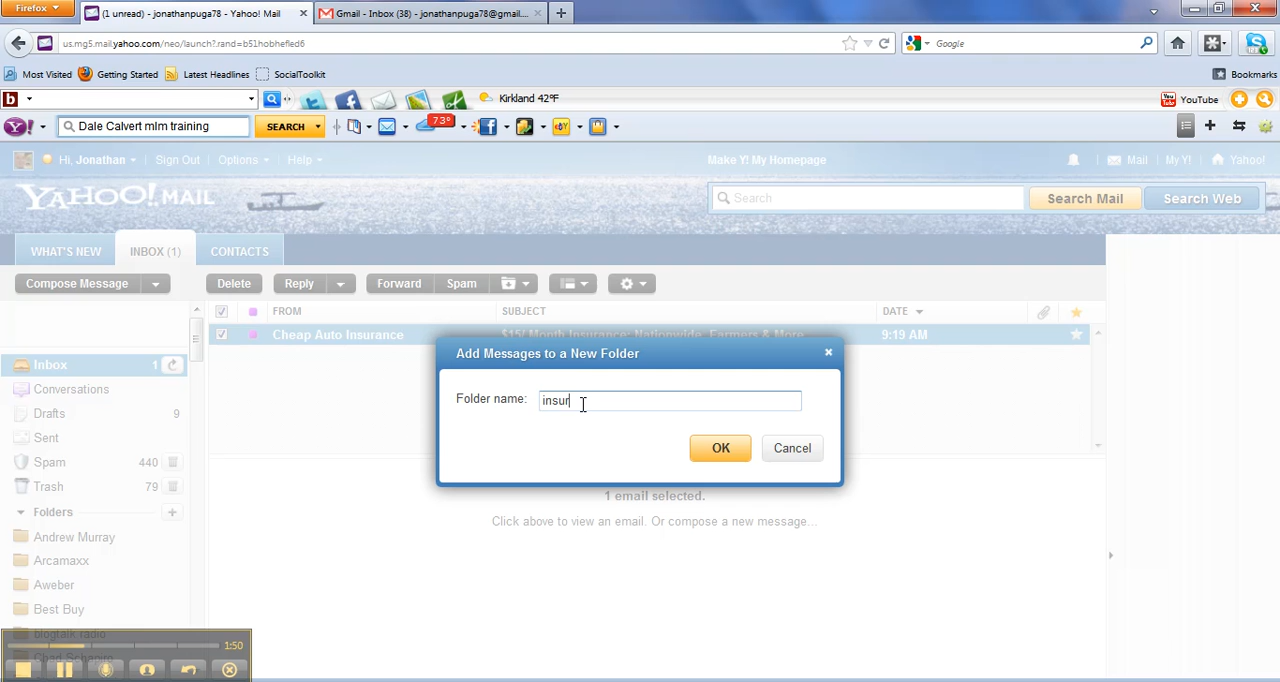 Firefox
(1 unread) - jonathanpuga78 - Yahoo! Mail
Gmail - Inbox (38) - jonathanpuga78@gmail....
us.mg5.mail.yahoo.com/neo/launch?.rand=b51hobhefled6
Google
Most Visited
Getting Started
Latest Headlines
SocialToolkit
Bookmarks
b
Kirkland 42°F
You Tube
YouTube
Y!
Dale Calvert mlm training
SEARCH
73°
Hi, Jonathan
Sign Out
Options
Help
Make Y! My Homepage
Mail
My Y!
Yahoo!
YAHOO! MAIL
Search
Search Mail
Search Web
WHAT'S NEW
INBOX (1)
CONTACTS
Compose Message
Delete
Reply
Forward
Spam
FROM
SUBJECT
DATE
Cheap Auto Insurance
$15/ Month Insurance: Nationwide, Farmers & More
9:19 AM
Add Messages to a New Folder
Folder name:
insur
OK
Cancel
Inbox 1
Conversations
Drafts 9
Sent
Spam 440
Trash 79
Folders
Andrew Murray
Arcamaxx
Aweber
Best Buy
blogtalk radio
Chad Schapiro
1 email selected.
Click above to view an email. Or compose a new message...
1:50